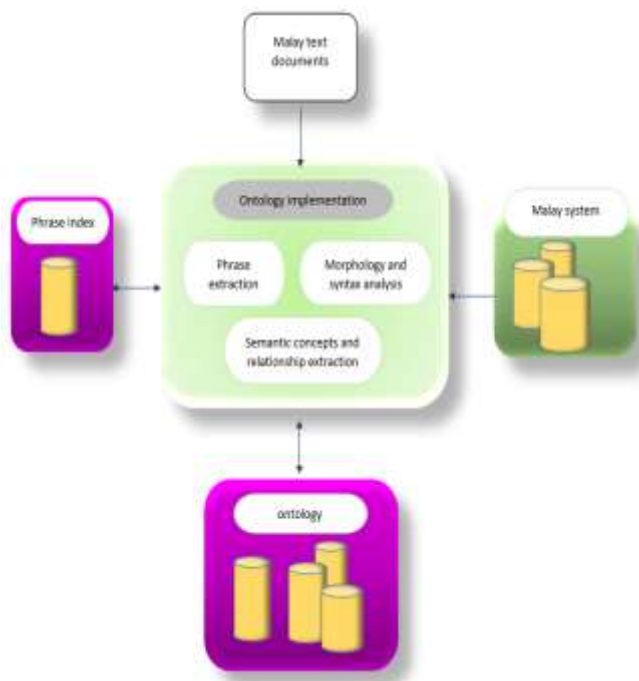 Malay text
documents
Ontology implementation
Phrase index
Malay system
Phrase
extraction
Morphology and
syntax analysis
Semantic concepts and
relationship extraction
ontology